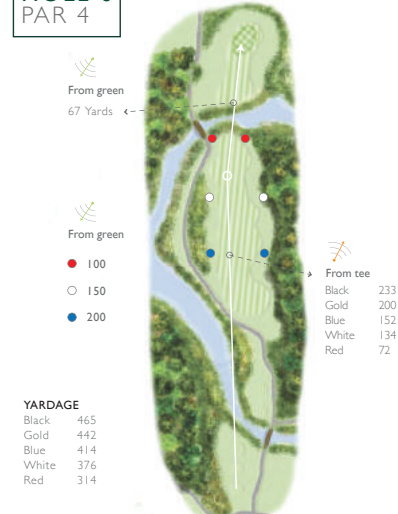 PAR 4
From green
67 Yards
From green
100
150
200
From tee
Black 233
Gold 200
Blue 152
White 134
Red 72
YARDAGE
Black 465
Gold 442
Blue 414
White 376
Red 314